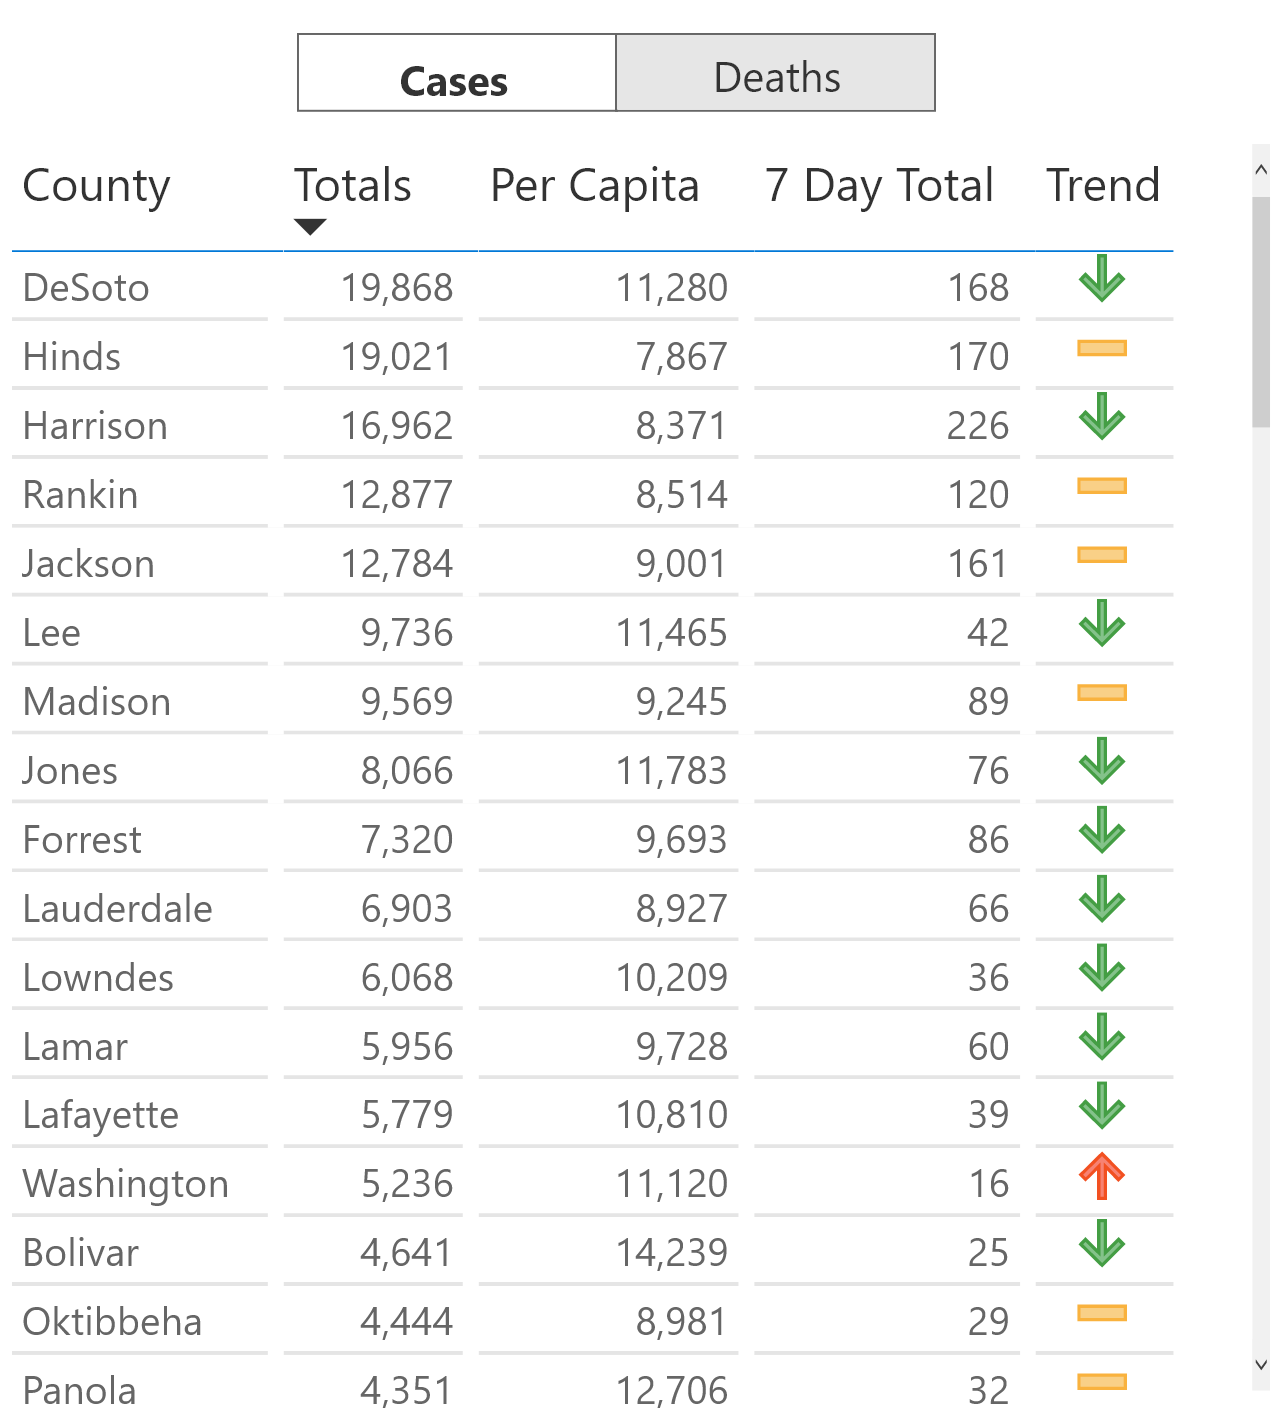 Cases Deaths
County Totals Per Capita 7 Day Total Trend
DeSoto 19,868 11,280 168
Hinds 19,021 7,867 170
Harrison 16,962 8,371 226
Rankin 12,877 8,514 120
Jackson 12,784 9,001 161
Lee 9,736 11,465 42
Madison 9,569 9,245 89
Jones 8,066 11,783 76
Forrest 7,320 9,693 86
Lauderdale 6,903 8,927 66
Lowndes 6,068 10,209 36
Lamar 5,956 9,728 60
Lafayette 5,779 10,810 39
Washington 5,236 11,120 16
Bolivar 4,641 14,239 25
Oktibbeha 4,444 8,981 29
Panola 4,351 12,706 32